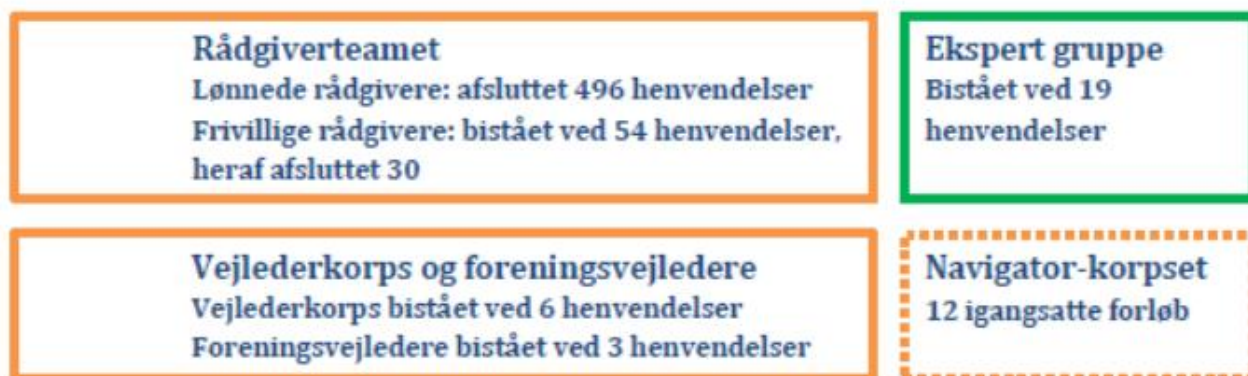 Rådgiverteamet
Lønnede rådgivere: afsluttet 496 henvendelser
Frivillige rådgivere: bistået ved 54 henvendelser,
heraf afsluttet 30
Ekspert gruppe
Bistået ved 19
henvendelser
Vejlederkorps og foreningsvejledere
Vejlederkorps bistået ved 6 henvendelser
Foreningsvejledere bistået ved 3 henvendelser
Navigator-korpset
12 igangsatte forløb